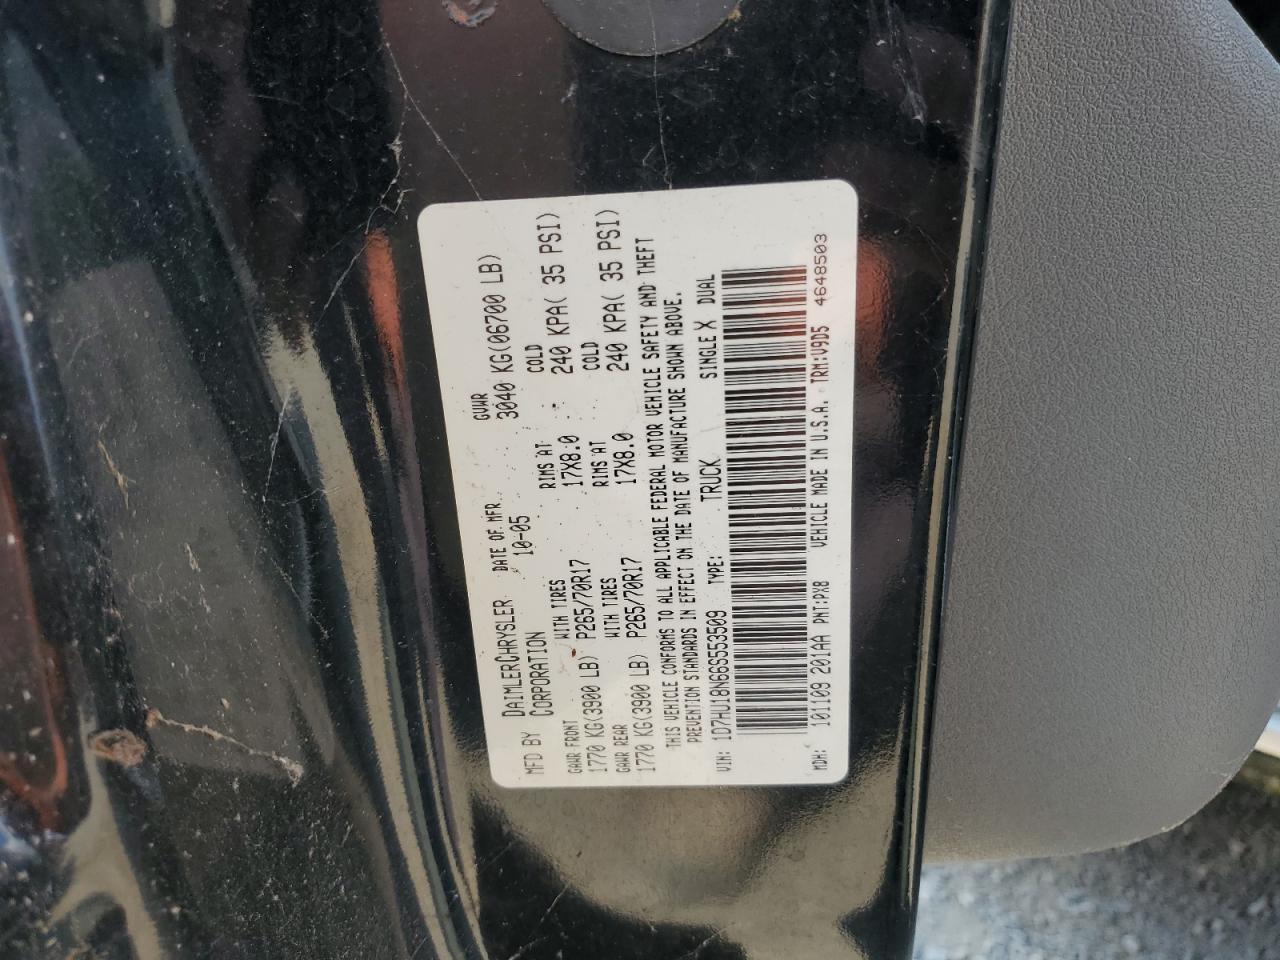 MFD BY DAIMLERCHRYSLER CORPORATION DATE OF MFR 10-05 GVWR 3040 KG(06700 LB)
GAWR FRONT WITH TIRES RIMS AT COLD
1770 KG(3900 LB) P265/70R17 17X8.0 240 KPA( 35 PSI)
GAWR REAR WITH TIRES RIMS AT COLD
1770 KG(3900 LB) P265/70R17 17X8.0 240 KPA( 35 PSI)
THIS VEHICLE CONFORMS TO ALL APPLICABLE FEDERAL MOTOR VEHICLE SAFETY AND THEFT
PREVENTION STANDARDS IN EFFECT ON THE DATE OF MANUFACTURE SHOWN ABOVE.
VIN: 1D7HU18N66S553509 TYPE: TRUCK SINGLE X DUAL
MDH: 101109 201AA PNT:PX8 VEHICLE MADE IN U.S.A. TRM:V9D5 4648503